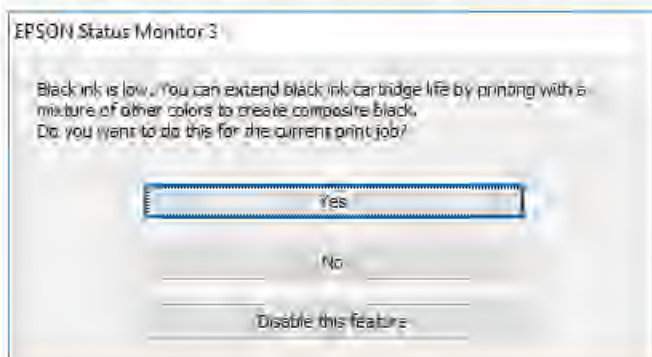 EPSON Status Monitor 3
Black ink is low. You can extend black ink cartridge life by printing with a
mixture of other colors to create composite black.
Do you want to do this for the current print job?
Yes
No
Disable this feature